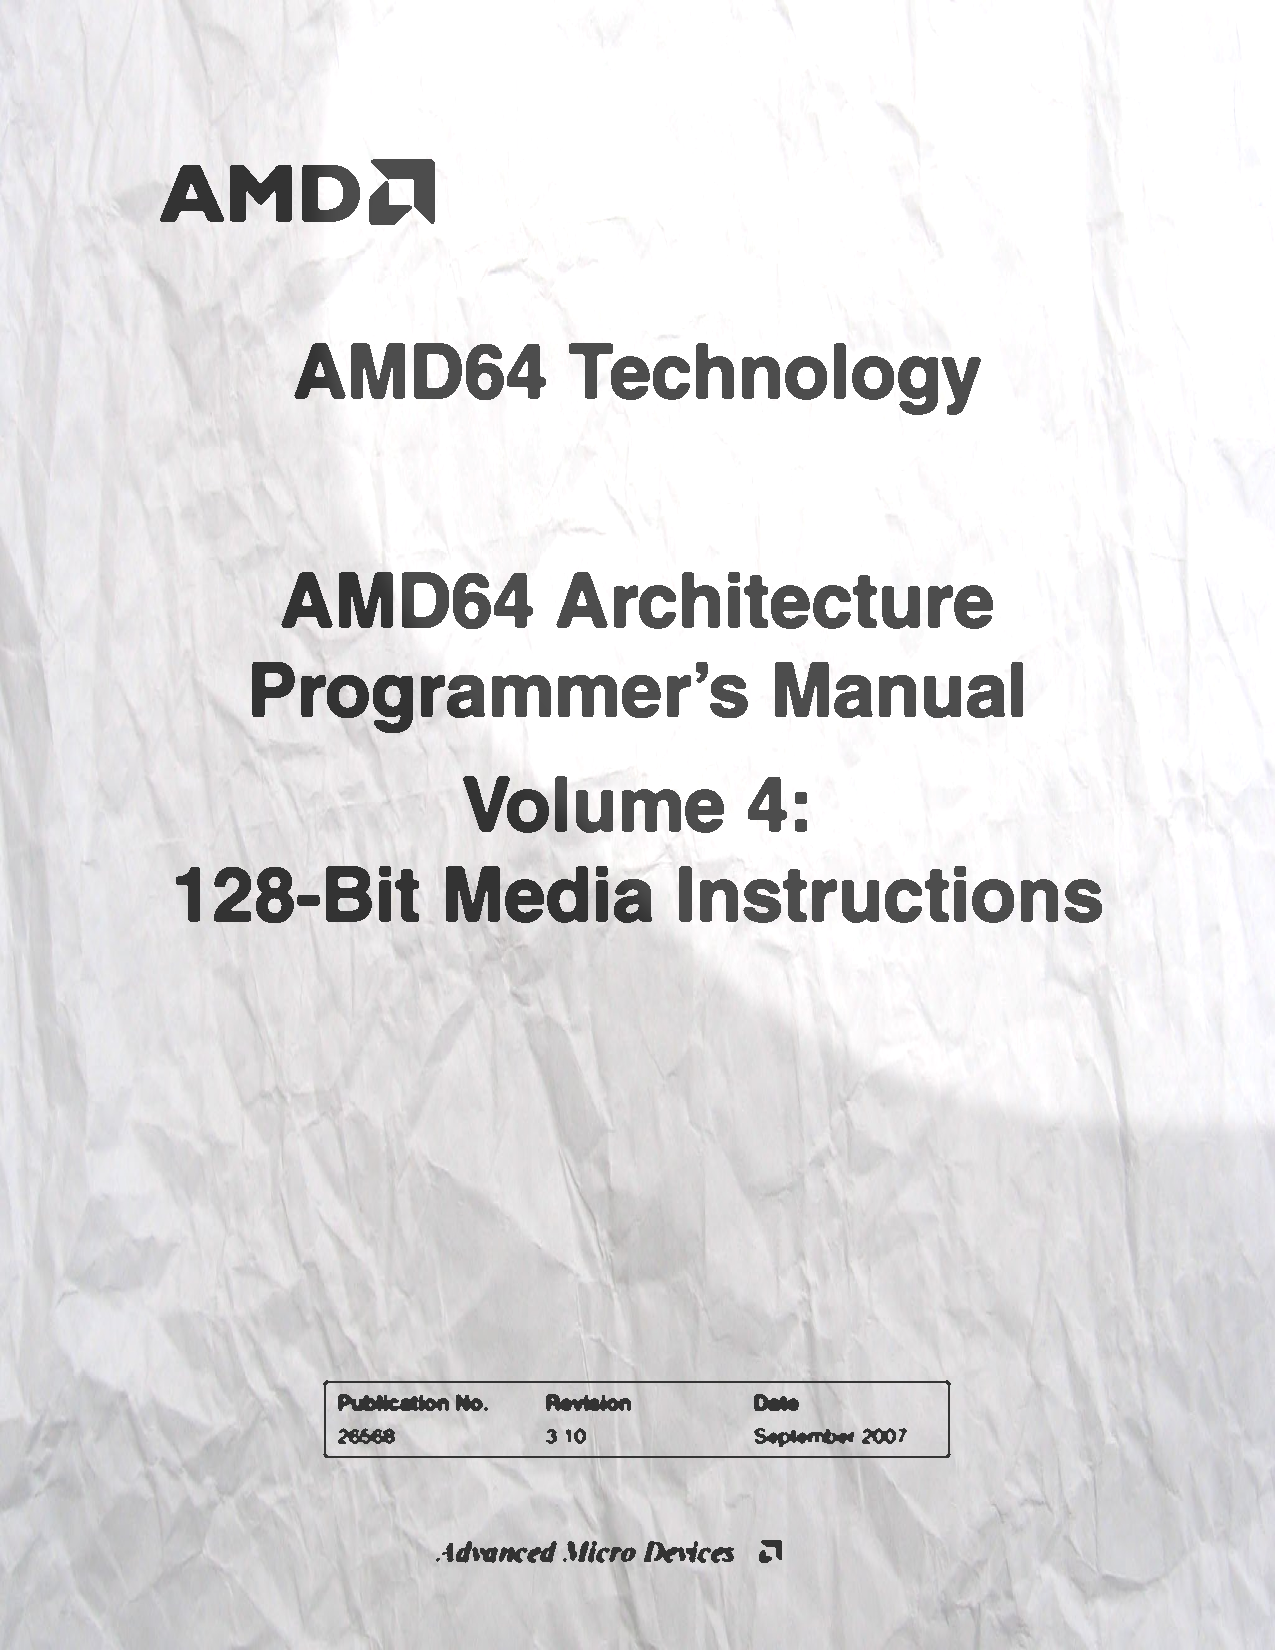 AMD
AMD64 Technology
AMD64 Architecture
Programmer's Manual
Volume 4:
128-Bit Media Instructions
Publication No. Revision Date
26568 3 10 September 2007
Advanced Micro Devices